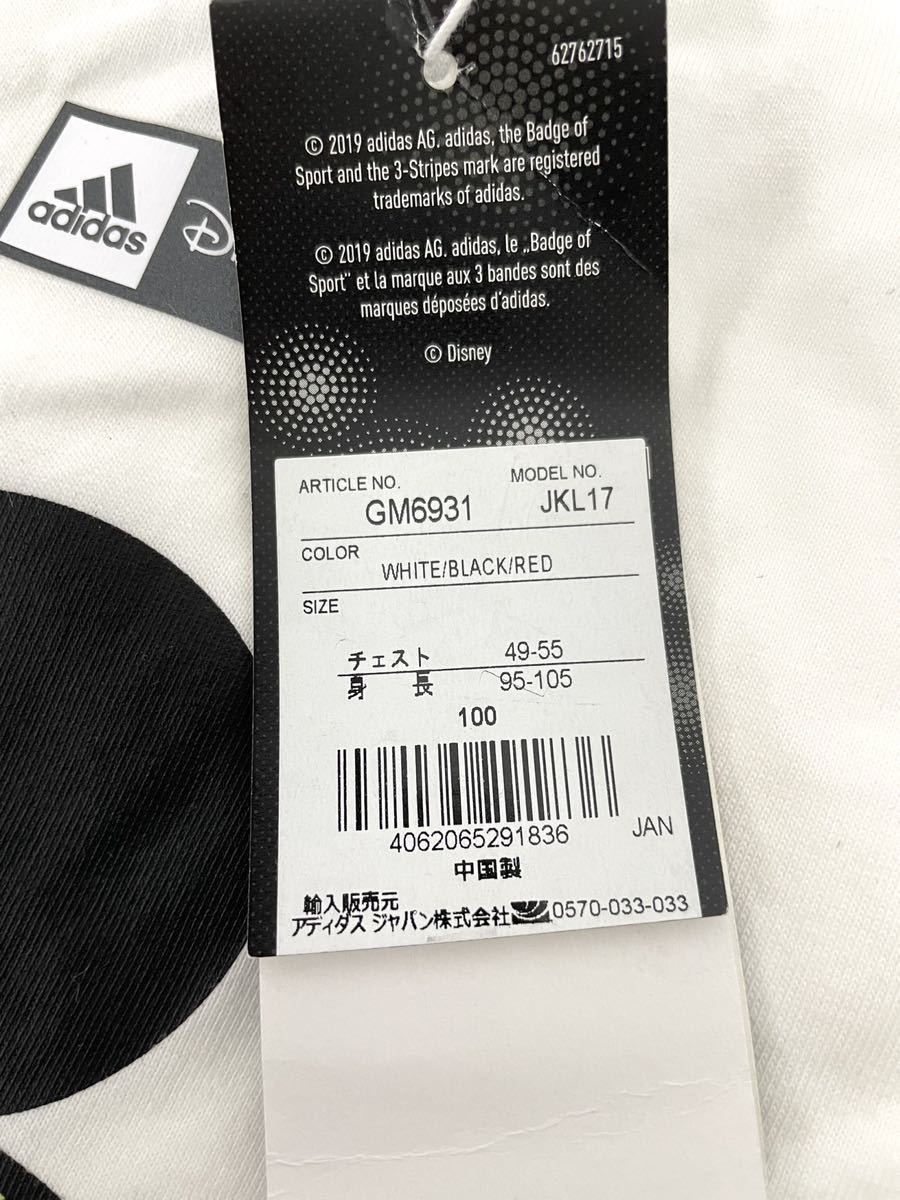 adidas
62762715
© 2019 adidas AG. adidas, the Badge of
Sport and the 3-Stripes mark are registered
trademarks of adidas.
© 2019 adidas AG. adidas, le „Badge of
Sport" et la marque aux 3 bandes sont des
marques déposées d'adidas.
© Disney
ARTICLE NO. MODEL NO.
GM6931 JKL17
COLOR
WHITE/BLACK/RED
SIZE
チェスト 49-55
身 長 95-105
100
4062065291836 JAN
中国製
輸入販売元
アディダス ジャパン株式会社 0570-033-033